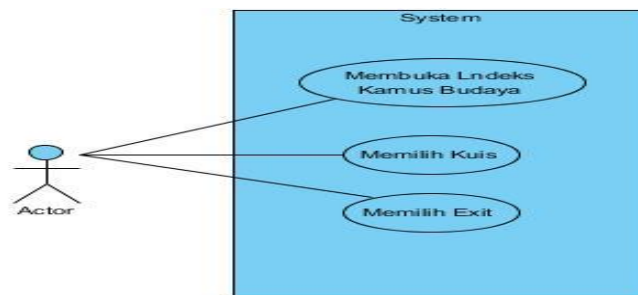 System
Membuka Lndeks
Kamus Budaya
Memilih Kuis
Memilih Exit
Actor